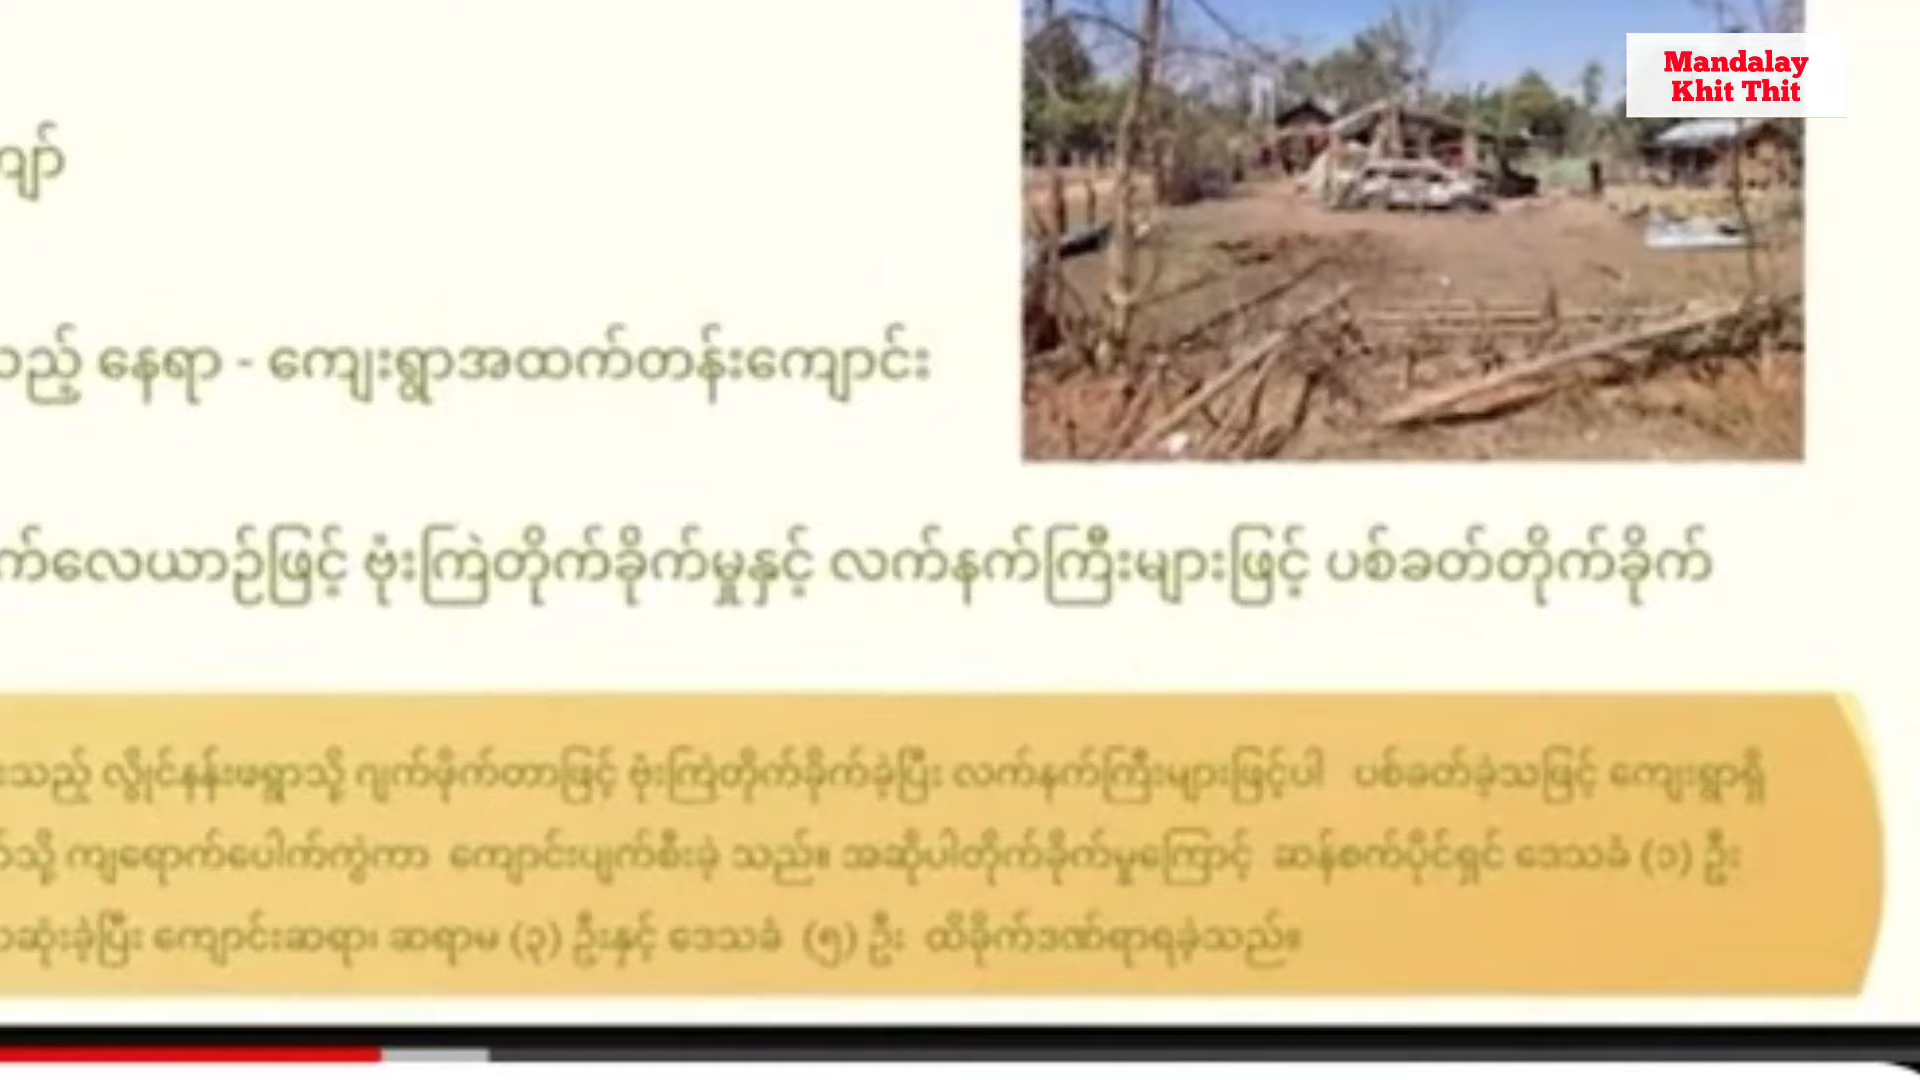 Mandalay
Khit Thit
ကျော်
သည့် နေရာ - ကျေးရွာအထက်တန်းကျောင်း
က်လေယာဉ်ဖြင့် ဗုံးကြဲတိုက်ခိုက်မှုနှင့် လက်နက်ကြီးများဖြင့် ပစ်ခတ်တိုက်ခိုက်
သည့် လွိုင်နန်းဖရွာသို့ ဂျက်ဖိုက်တာဖြင့် ဗုံးကြဲတိုက်ခိုက်ခဲ့ပြီး လက်နက်ကြီးများဖြင့်ပါ ပစ်ခတ်ခဲ့သဖြင့် ကျေးရွာရှိ
သို့ ကျရောက်ပေါက်ကွဲကာ ကျောင်းပျက်စီးခဲ့ သည်။ အဆိုပါတိုက်ခိုက်မှုကြောင့် ဆန်စက်ပိုင်ရှင် ဒေသခံ (၁) ဦး
ဆုံးခဲ့ပြီး ကျောင်းဆရာ၊ ဆရာမ (၃) ဦးနှင့် ဒေသခံ (၅) ဦး ထိခိုက်ဒဏ်ရာရခဲ့သည်။